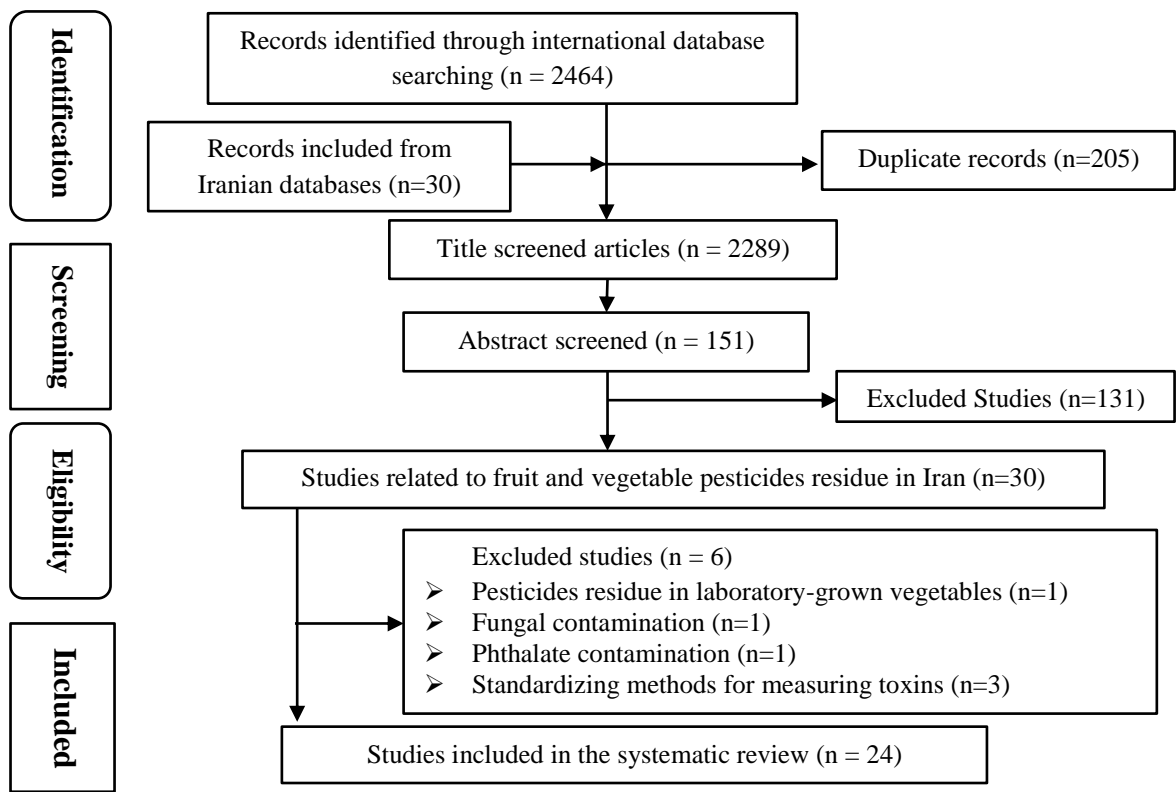 Identification
Records identified through international database
searching (n = 2464)
Records included from
Iranian databases (n=30)
Duplicate records (n=205)
Title screened articles (n = 2289)
Screening
Abstract screened (n = 151)
Excluded Studies (n=131)
Eligibility
Studies related to fruit and vegetable pesticides residue in Iran (n=30)
Excluded studies (n = 6)
➢ Pesticides residue in laboratory-grown vegetables (n=1)
➢ Fungal contamination (n=1)
➢ Phthalate contamination (n=1)
➢ Standardizing methods for measuring toxins (n=3)
Included
Studies included in the systematic review (n = 24)